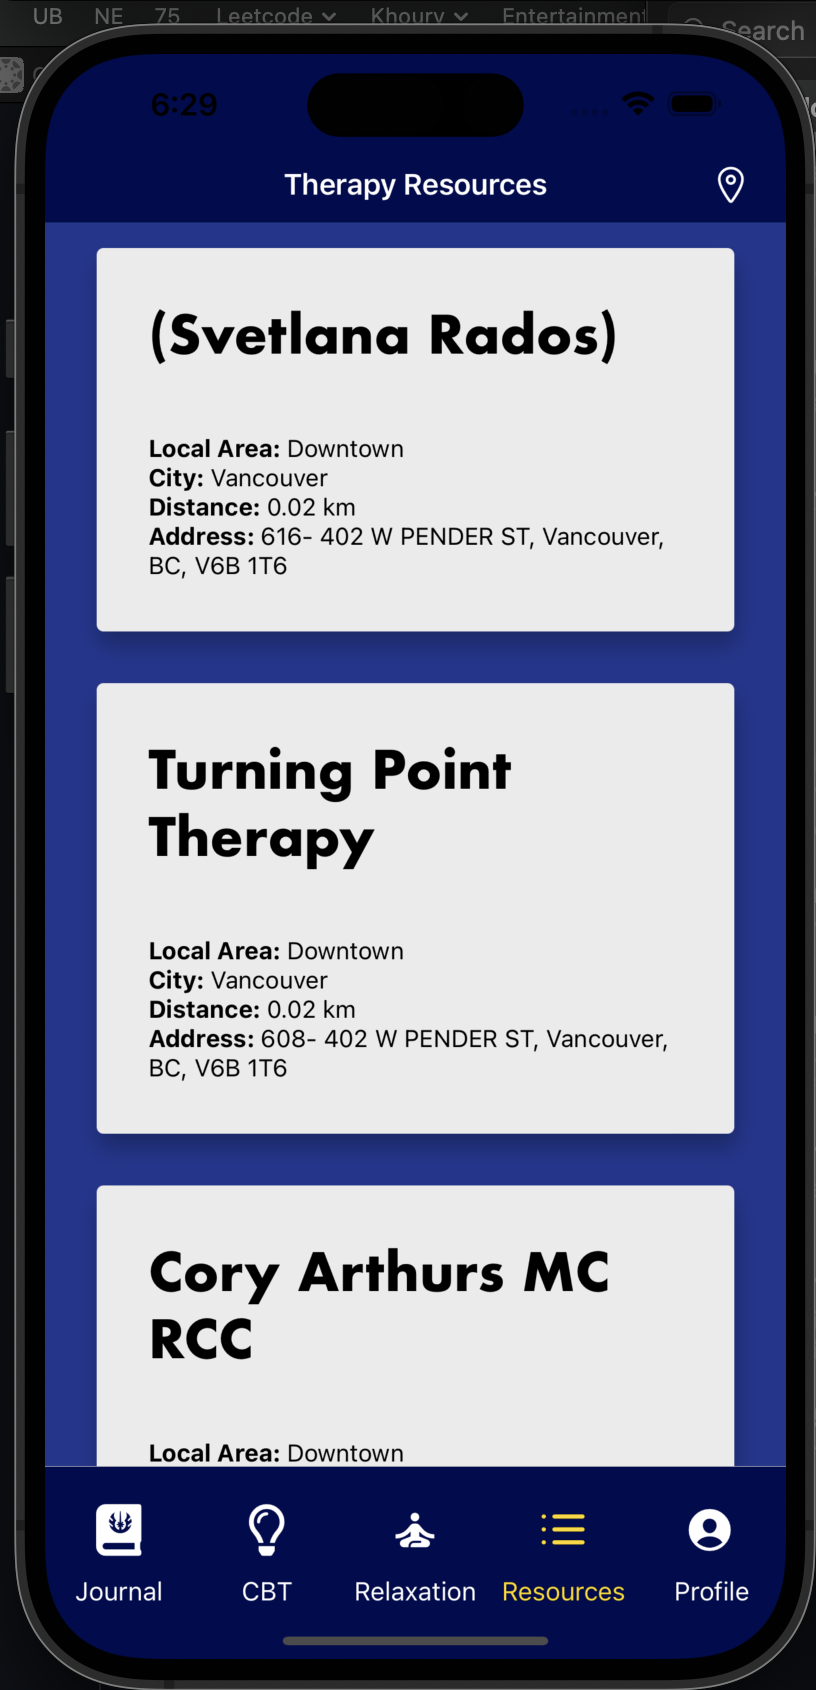 UB NE 75 Leetcode Khoury Entertainment
Search
6:29
Therapy Resources
(Svetlana Rados)
Local Area: Downtown
City: Vancouver
Distance: 0.02 km
Address: 616- 402 W PENDER ST, Vancouver,
BC, V6B 1T6
Turning Point
Therapy
Local Area: Downtown
City: Vancouver
Distance: 0.02 km
Address: 608- 402 W PENDER ST, Vancouver,
BC, V6B 1T6
Cory Arthurs MC
RCC
Local Area: Downtown
Journal CBT Relaxation Resources Profile